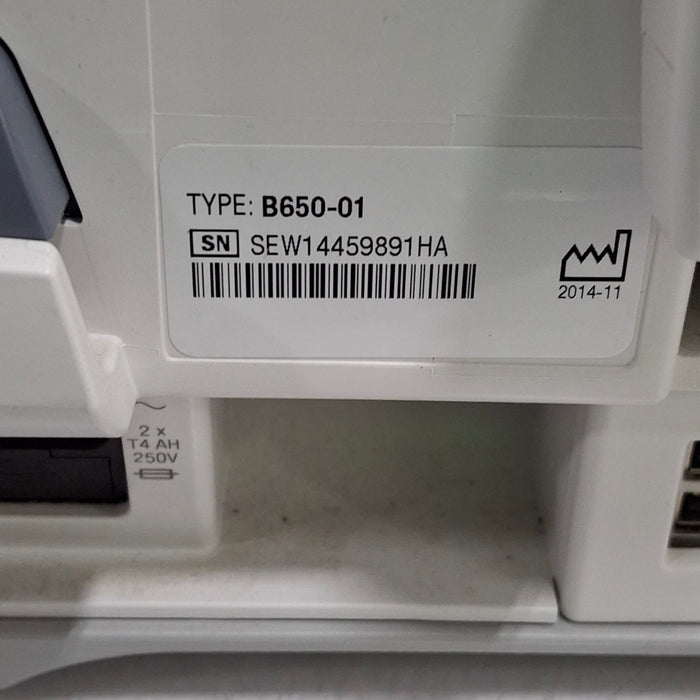 TYPE: B650-01
SN SEW14459891HA
2014-11
2 x
T4 AH
250V